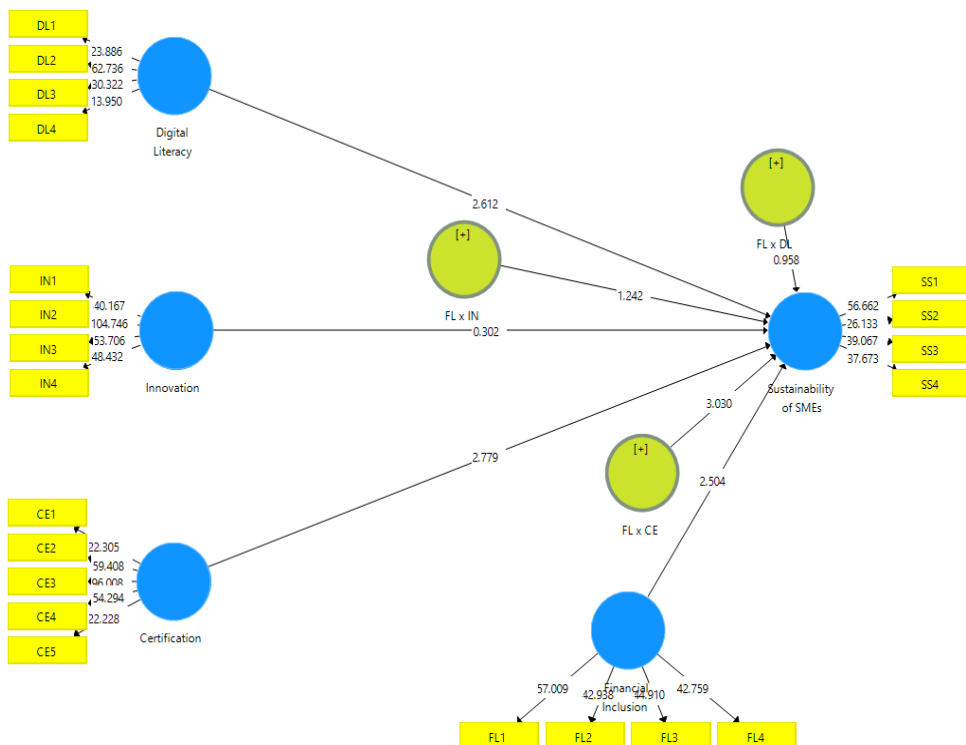 DL1
DL2
DL3
DL4
23.886
62.736
30.322
13.950
Digital
Literacy
2.612
[+]
FL x DL
0.958
[+]
FL x IN
1.242
IN1
IN2
IN3
IN4
40.167
104.746
53.706
48.432
Innovation
0.302
SS1
SS2
SS3
SS4
56.662
26.133
39.067
37.673
Sustainability
of SMEs
3.030
[+]
FL x CE
2.779
2.504
CE1
CE2
CE3
CE4
CE5
22.305
59.408
96.008
54.294
22.228
Certification
Financial
Inclusion
57.009
42.938
44.910
42.759
FL1
FL2
FL3
FL4